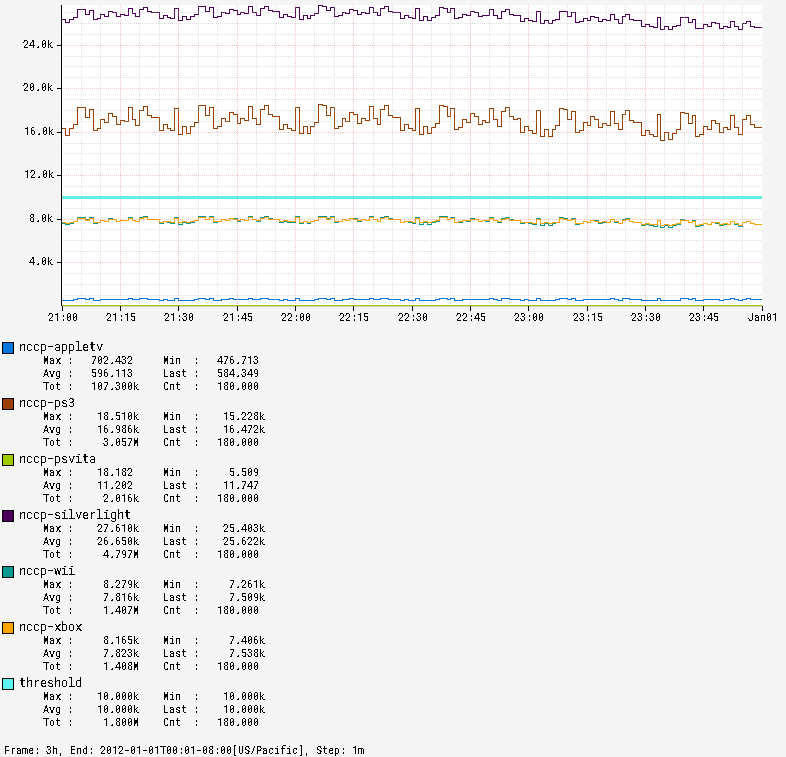 24.0k
20.0k
16.0k
12.0k
8.0k
4.0k
21:00 21:15 21:30 21:45 22:00 22:15 22:30 22:45 23:00 23:15 23:30 23:45 Jan01
nccp-appletv
Max : 702.432 Min : 476.713
Avg : 596.113 Last : 584.349
Tot : 107.300k Cnt : 180.000
nccp-ps3
Max : 18.510k Min : 15.228k
Avg : 16.986k Last : 16.472k
Tot : 3.057M Cnt : 180.000
nccp-psvita
Max : 18.182 Min : 5.509
Avg : 11.202 Last : 11.747
Tot : 2.016k Cnt : 180.000
nccp-silverlight
Max : 27.610k Min : 25.403k
Avg : 26.650k Last : 25.622k
Tot : 4.797M Cnt : 180.000
nccp-wii
Max : 8.279k Min : 7.261k
Avg : 7.816k Last : 7.509k
Tot : 1.407M Cnt : 180.000
nccp-xbox
Max : 8.165k Min : 7.406k
Avg : 7.823k Last : 7.538k
Tot : 1.408M Cnt : 180.000
threshold
Max : 10.000k Min : 10.000k
Avg : 10.000k Last : 10.000k
Tot : 1.800M Cnt : 180.000
Frame: 3h, End: 2012-01-01T00:01-08:00[US/Pacific], Step: 1m